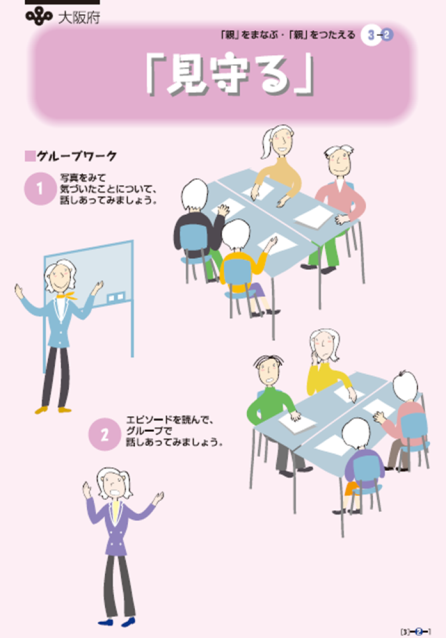 大阪府
「親」をまなぶ・「親」をつたえる 3-2
「見守る」
■グループワーク
1
写真をみて
気づいたことについて、
話しあってみましょう。
2
エピソードを読んで、
グループで
話しあってみましょう。
[3]-2-1